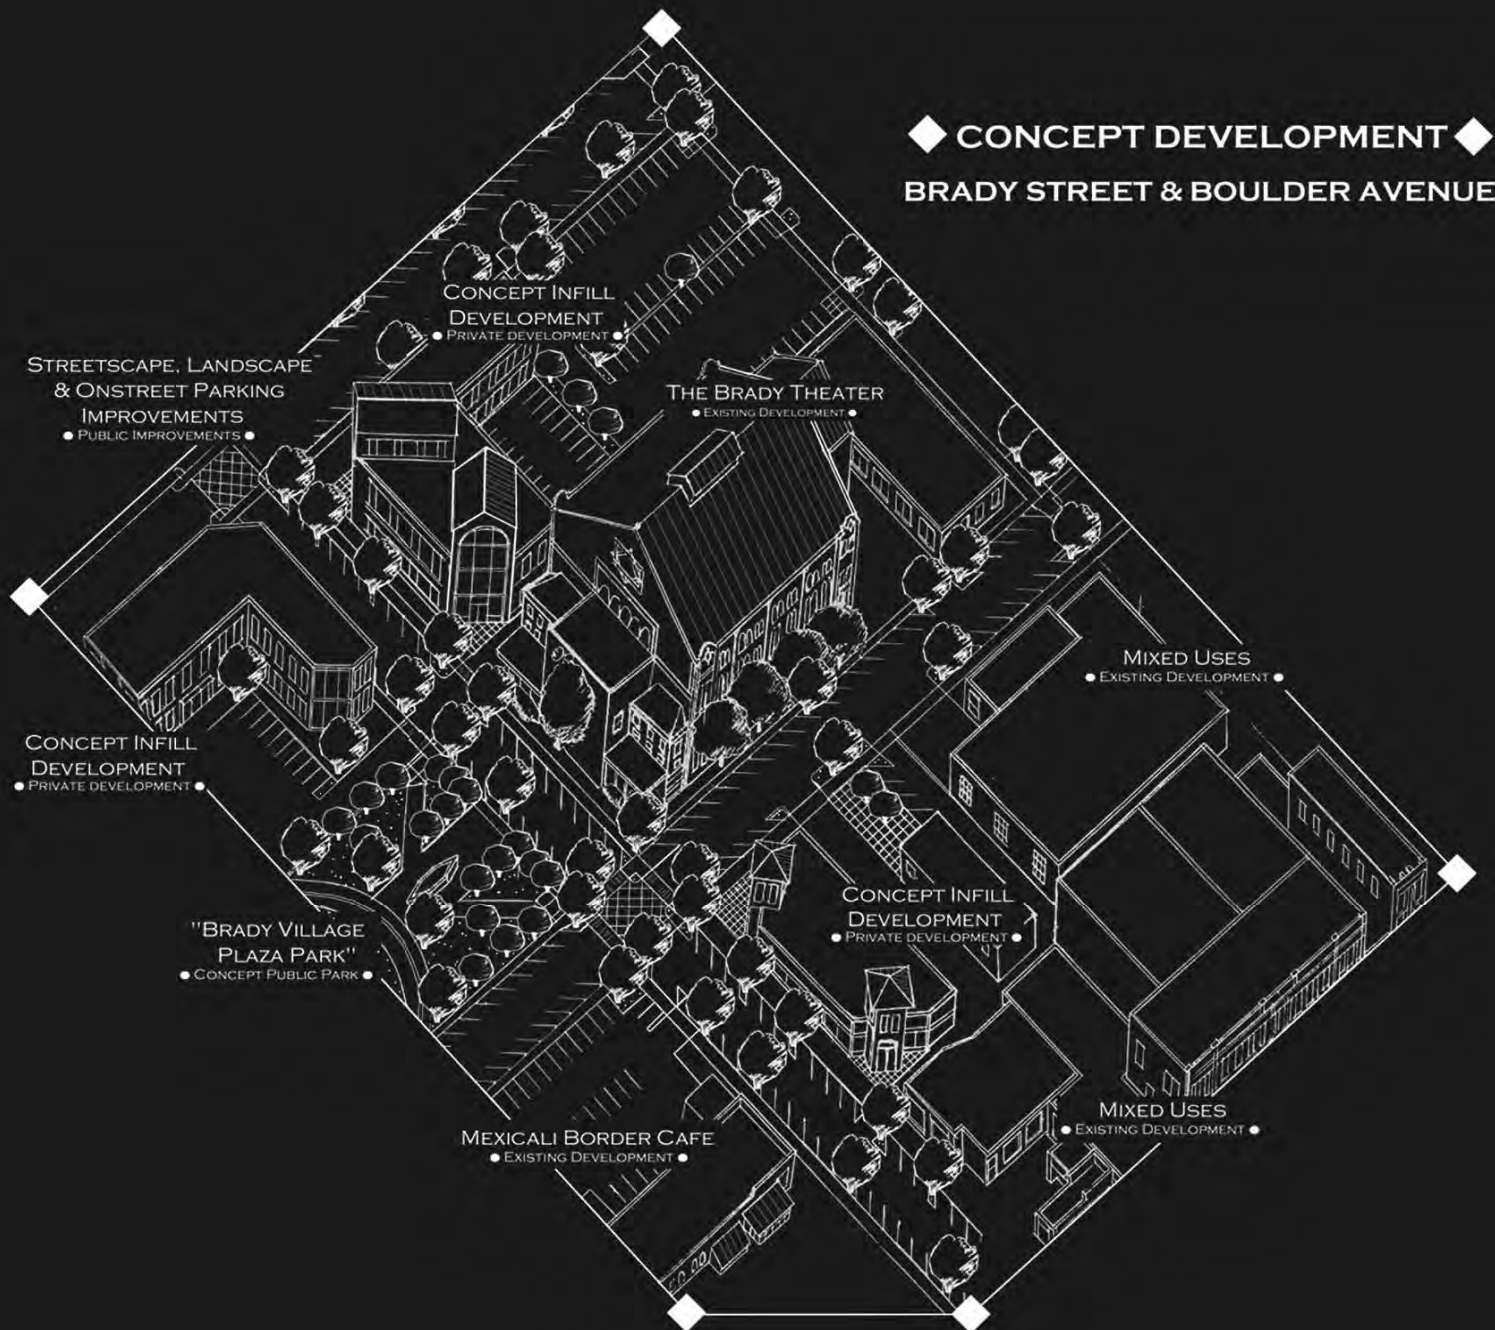 ◆ CONCEPT DEVELOPMENT ◆
BRADY STREET & BOULDER AVENUE
CONCEPT INFILL
DEVELOPMENT
• PRIVATE DEVELOPMENT •
STREETSCAPE, LANDSCAPE
& ONSTREET PARKING
IMPROVEMENTS
• PUBLIC IMPROVEMENTS •
THE BRADY THEATER
• EXISTING DEVELOPMENT •
MIXED USES
• EXISTING DEVELOPMENT •
CONCEPT INFILL
DEVELOPMENT
• PRIVATE DEVELOPMENT •
"BRADY VILLAGE
PLAZA PARK"
• CONCEPT PUBLIC PARK •
CONCEPT INFILL
DEVELOPMENT
• PRIVATE DEVELOPMENT •
MEXICALI BORDER CAFE
• EXISTING DEVELOPMENT •
MIXED USES
• EXISTING DEVELOPMENT •